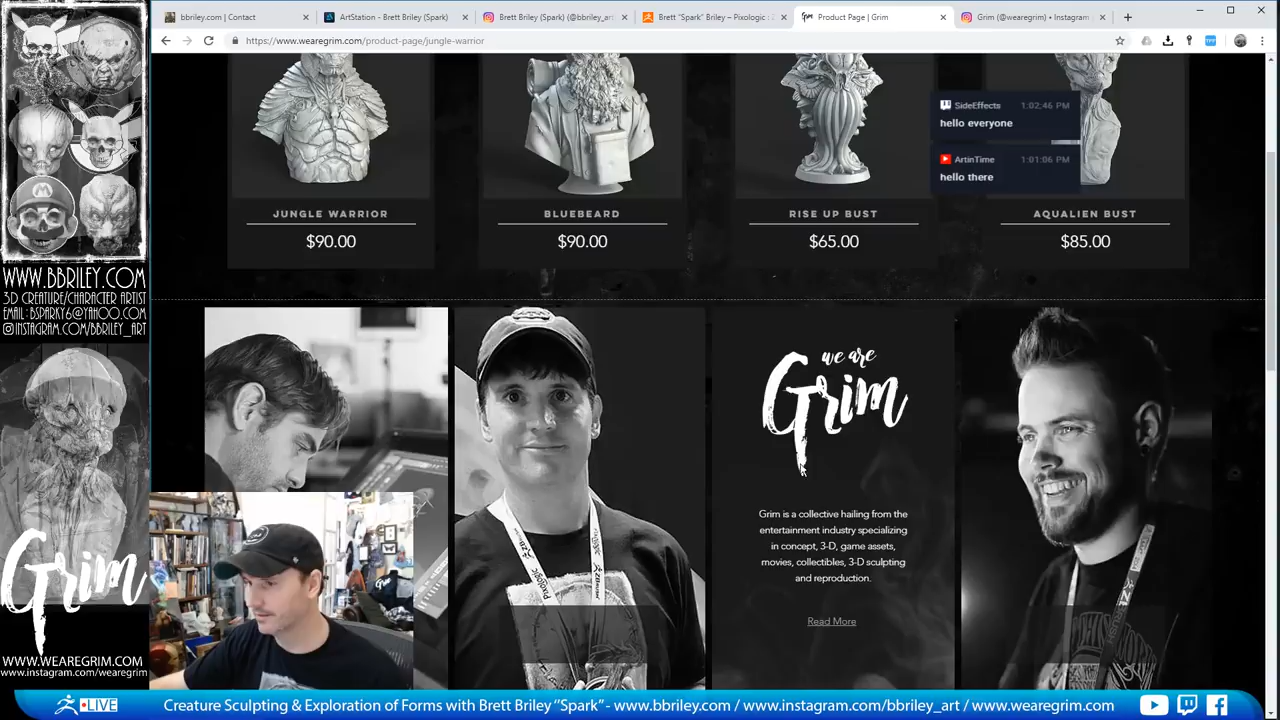 bbriley.com | Contact
ArtStation - Brett Briley (Spark)
Brett Briley (Spark) (@bbriley_art
Brett "Spark" Briley – Pixologic :
Product Page | Grim
Grim (@wearegrim) • Instagram
https://www.wearegrim.com/product-page/jungle-warrior
SideEffects 1:02:46 PM
hello everyone
ArtinTime 1:01:06 PM
hello there
JUNGLE WARRIOR
$90.00
BLUEBEARD
$90.00
RISE UP BUST
$65.00
AQUALIEN BUST
$85.00
WWW.BBRILEY.COM
3D CREATURE/CHARACTER ARTIST
EMAIL: BSPARKY6@YAHOO.COM
INSTAGRAM.COM/BBRILEY_ART
we are
Grim
Grim is a collective hailing from the
entertainment industry specializing
in concept, 3-D, game assets,
movies, collectibles, 3-D sculpting
and reproduction.
Read More
Pixologic
ZBrush
Grim
WWW.WEAREGRIM.COM
www.instagram.com/wearegrim
LIVE
Creature Sculpting & Exploration of Forms with Brett Briley "Spark" - www.bbriley.com / www.instagram.com/bbriley_art / www.wearegrim.com